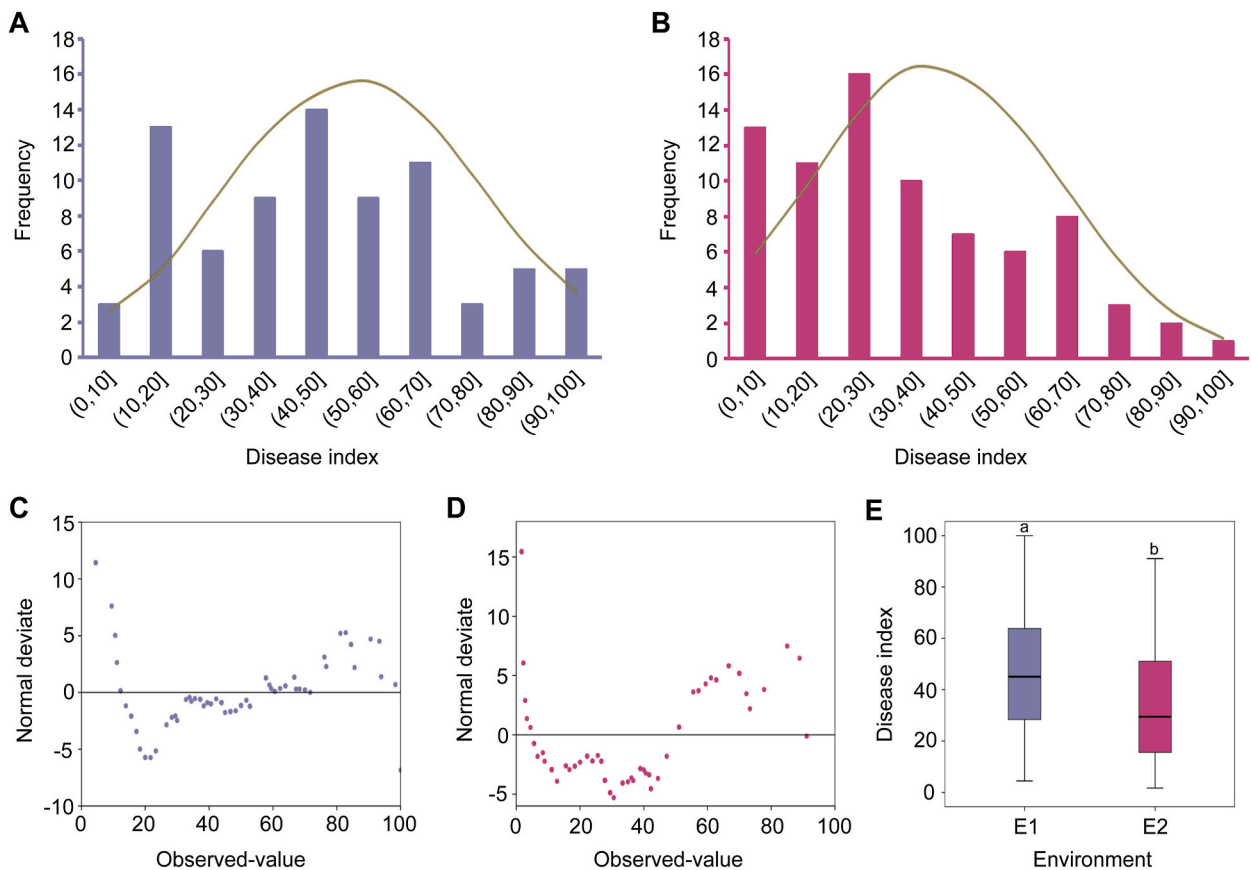 A
18
16
14
12
10
8
6
4
2
0
Frequency
(0,10]
(10,20]
(20,30]
(30,40]
(40,50]
(50,60]
(60,70]
(70,80]
(80,90]
(90,100]
Disease index
B
18
16
14
12
10
8
6
4
2
0
Frequency
(0,10]
(10,20]
(20,30]
(30,40]
(40,50]
(50,60]
(60,70]
(70,80]
(80,90]
(90,100]
Disease index
C
15
10
5
0
-5
-10
Normal deviate
0 20 40 60 80 100
Observed-value
D
15
10
5
0
-5
Normal deviate
0 20 40 60 80 100
Observed-value
E
100
80
60
40
20
0
Disease index
a
b
E1 E2
Environment